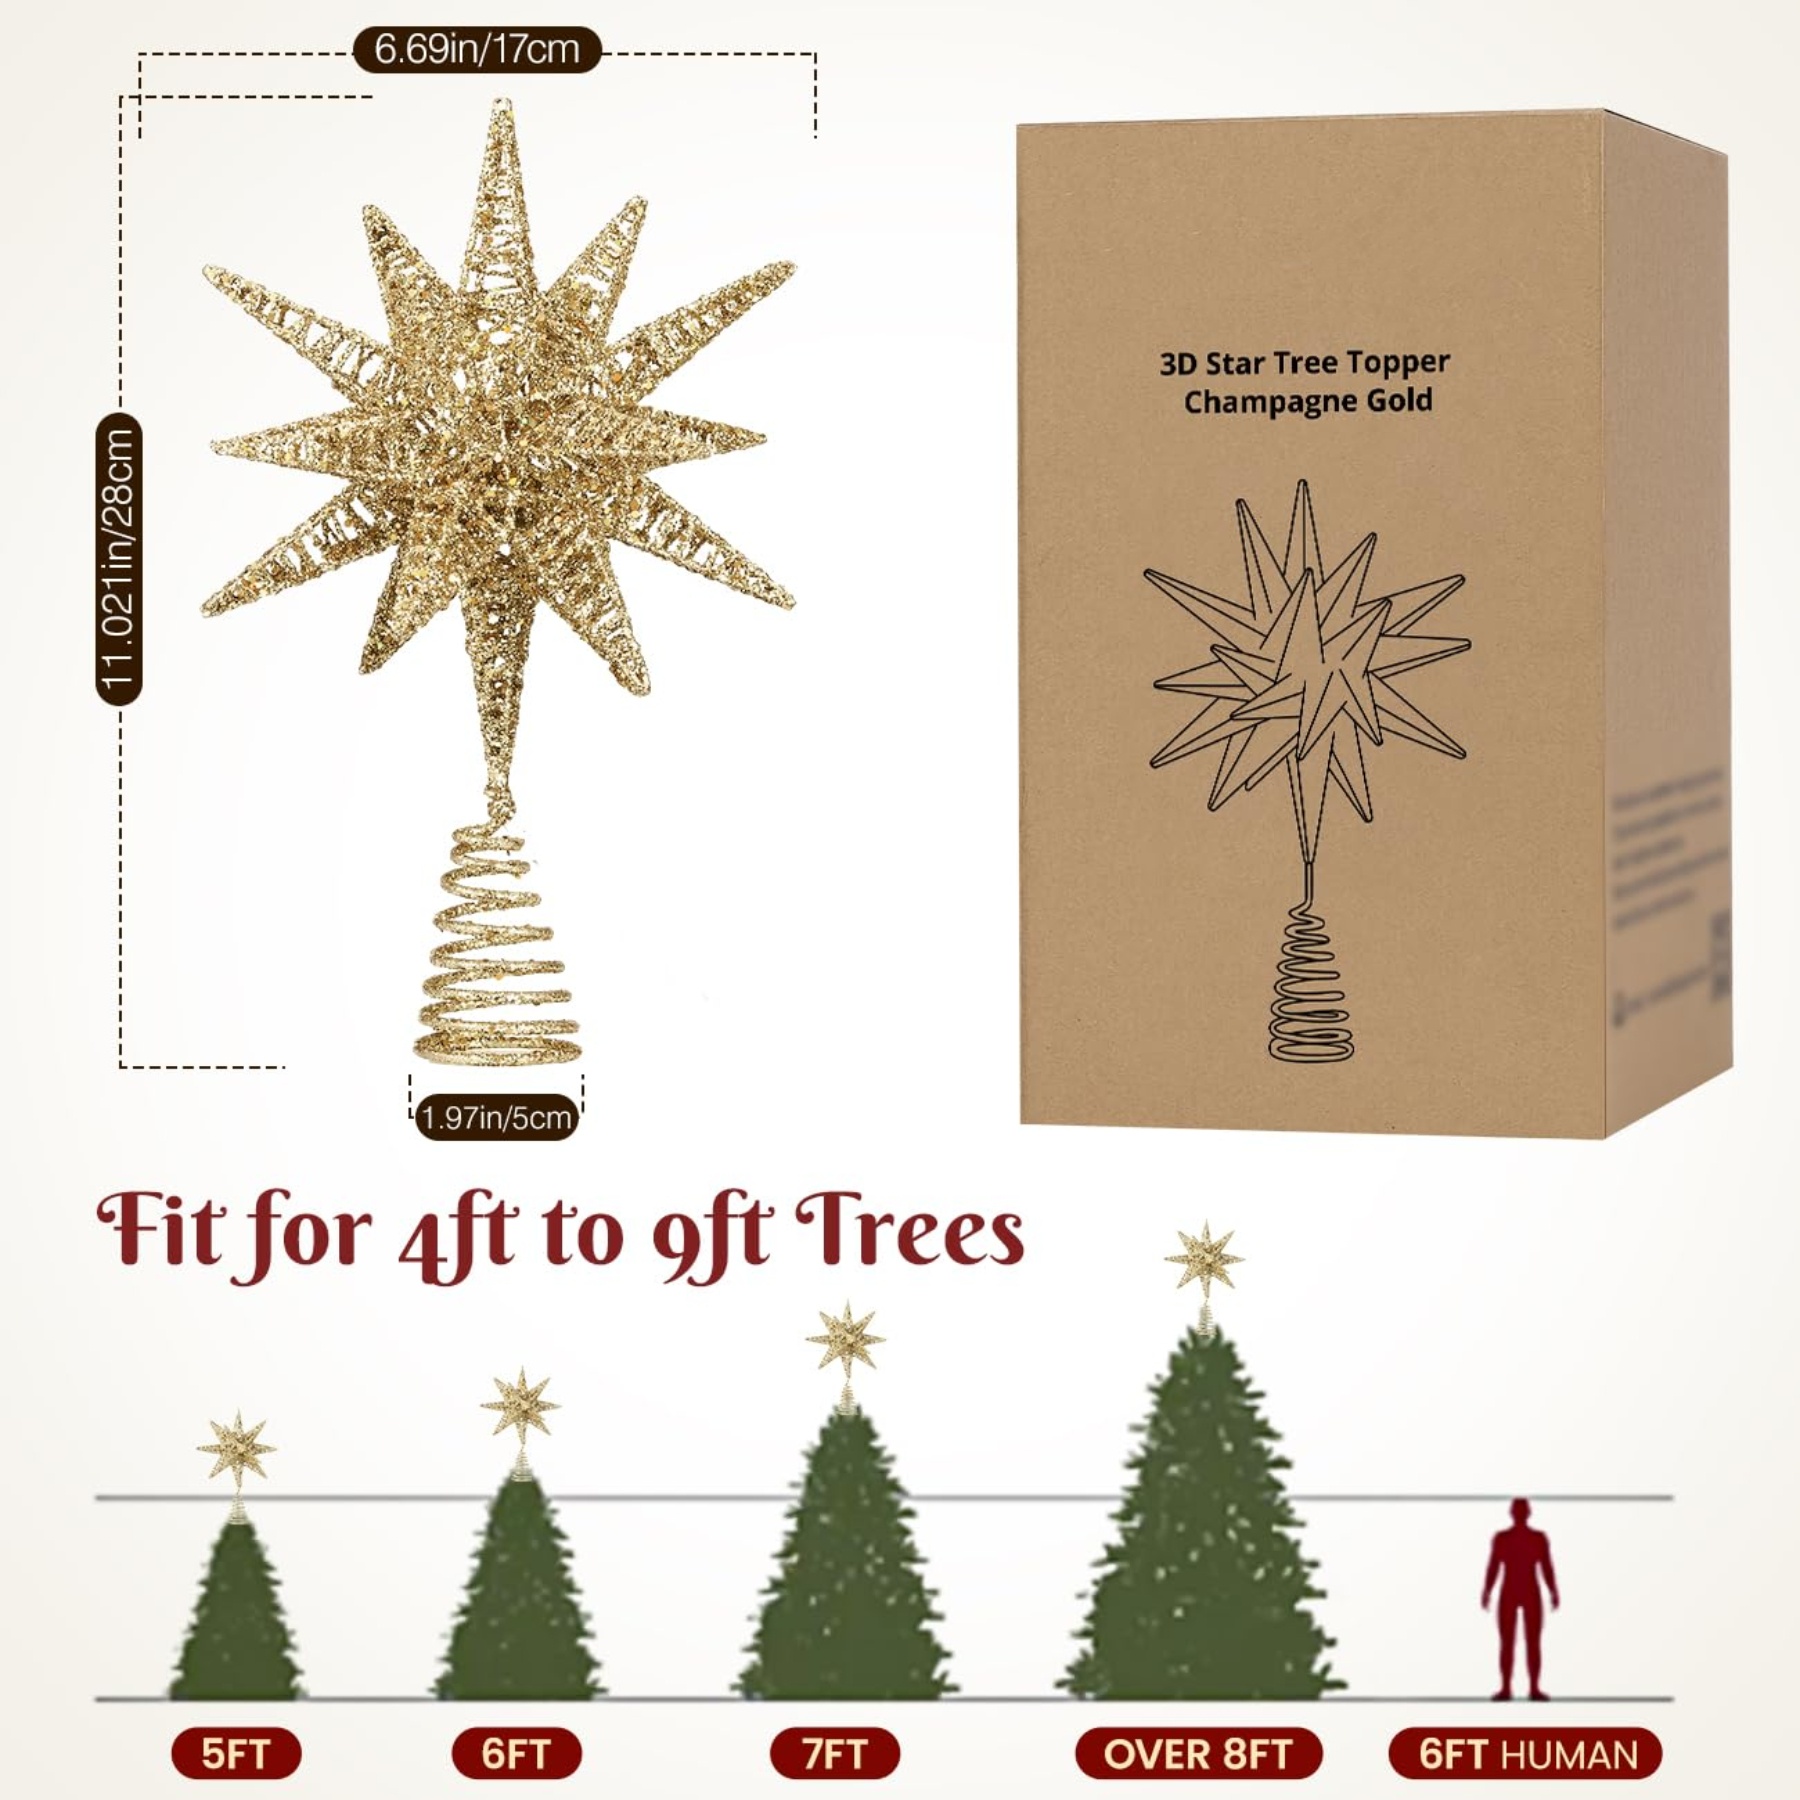 6.69in/17cm
11.021in/28cm
3D Star Tree Topper
Champagne Gold
1.97in/5cm
Fit for 4ft to 9ft Trees
5FT
6FT
7FT
OVER 8FT
6FT HUMAN